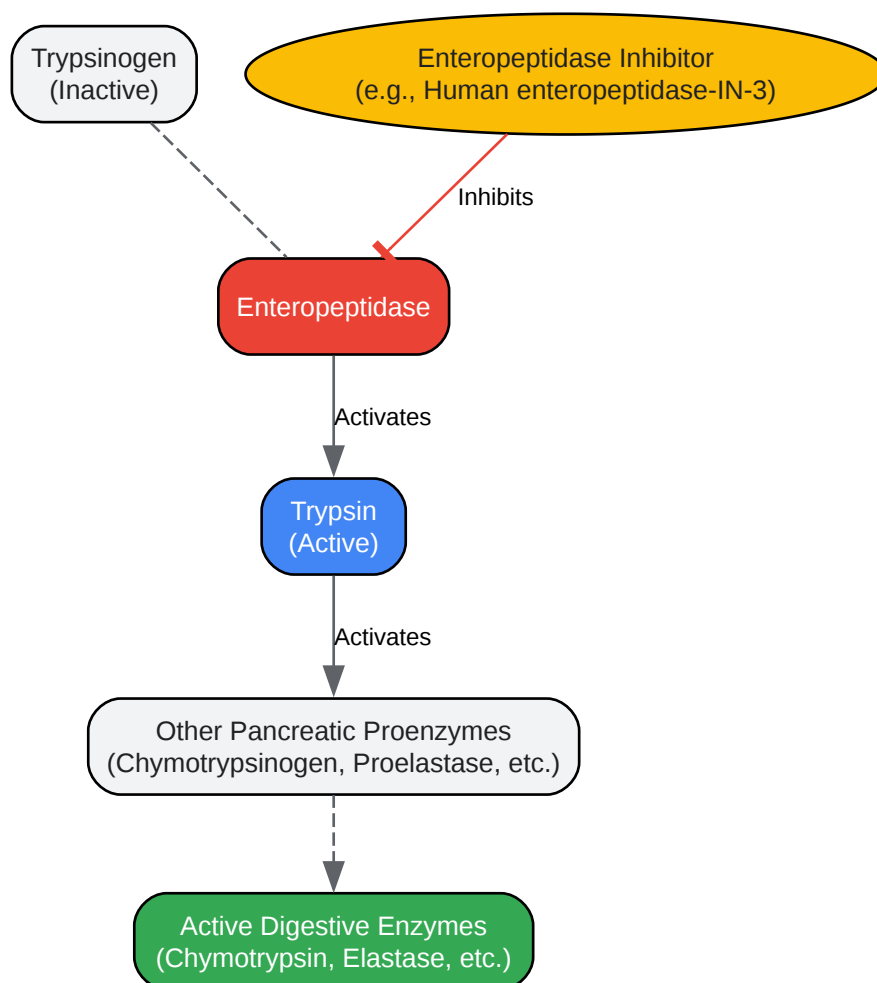 Trypsinogen
(Inactive)
Enteropeptidase Inhibitor
(e.g., Human enteropeptidase-IN-3)
Inhibits
Enteropeptidase
Activates
Trypsin
(Active)
Activates
Other Pancreatic Proenzymes
(Chymotrypsinogen, Proelastase, etc.)
Active Digestive Enzymes
(Chymotrypsin, Elastase, etc.)